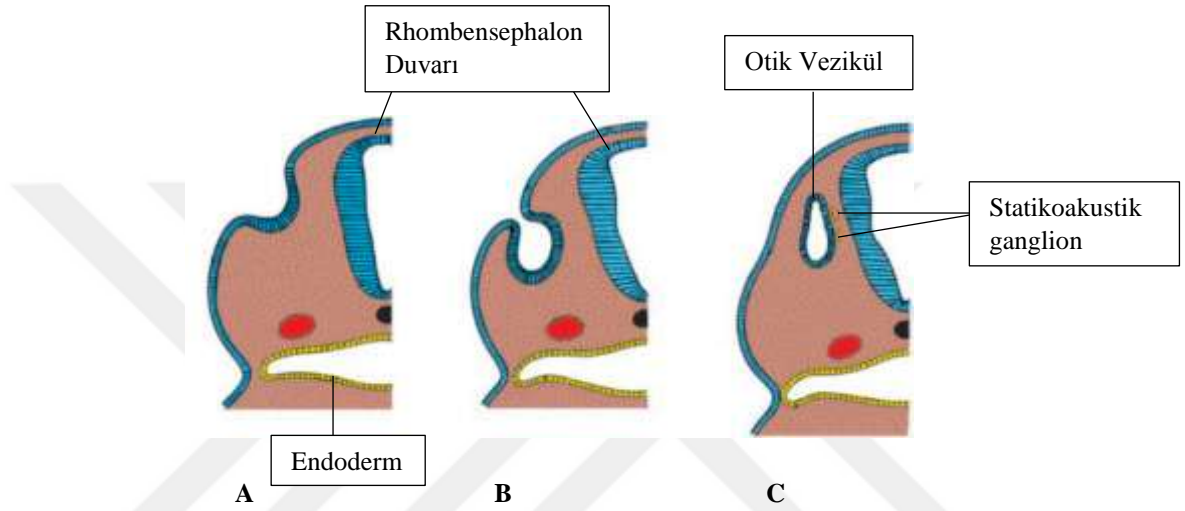 Rhombensephalon
Duvarı
Otik Vezikül
Statikoakustik
ganglion
Endoderm
A
B
C